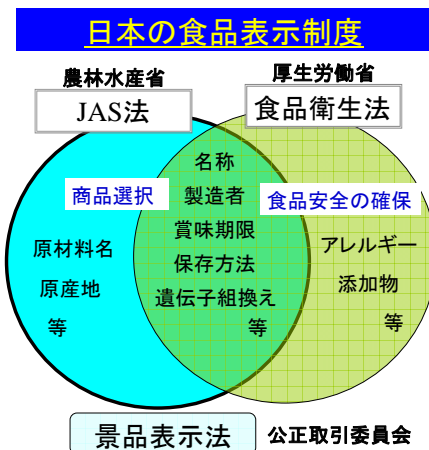 日本の食品表示制度
農林水産省
厚生労働省
JAS法
食品衛生法
名称
商品選択
製造者
食品安全の確保
賞味期限
原材料名
アレルギー
保存方法
原産地
添加物
遺伝子組換え
等
等
等
景品表示法
公正取引委員会